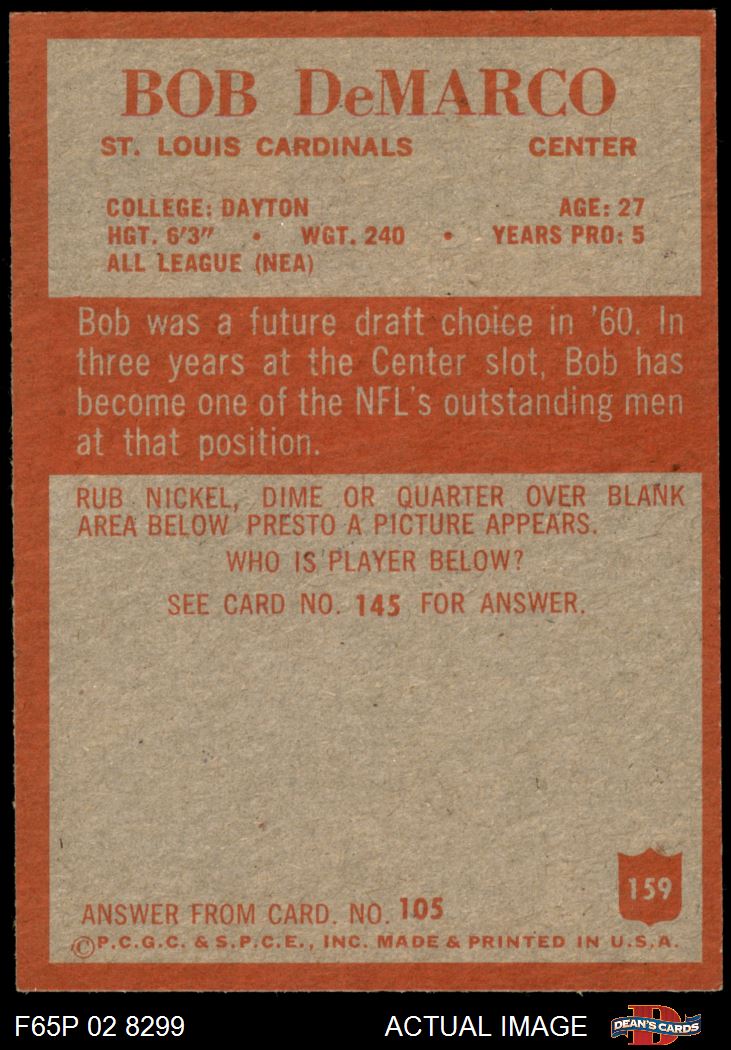 BOB DeMARCO
ST. LOUIS CARDINALS CENTER
COLLEGE: DAYTON AGE: 27
HGT. 6'3" • WGT. 240 • YEARS PRO: 5
ALL LEAGUE (NEA)
Bob was a future draft choice in '60. In
three years at the Center slot, Bob has
become one of the NFL's outstanding men
at that position.
RUB NICKEL, DIME OR QUARTER OVER BLANK
AREA BELOW PRESTO A PICTURE APPEARS.
WHO IS PLAYER BELOW?
SEE CARD NO. 145 FOR ANSWER.
159
ANSWER FROM CARD. NO. 105
©P.C.G.C. & S.P.C.E., INC. MADE & PRINTED IN U.S.A.
F65P 02 8299 ACTUAL IMAGE
D
DEAN'S CARDS